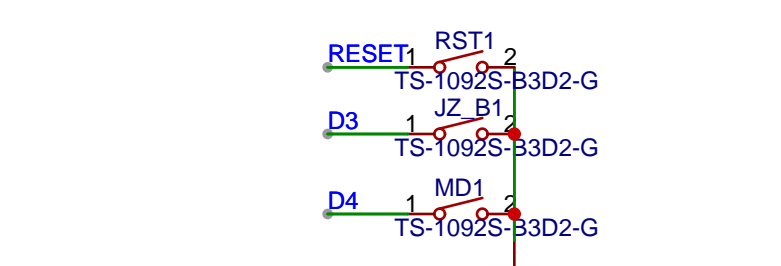 RST1
RESET 1 2
TS-1092S-B3D2-G
JZ_B1
D3 1 2
TS-1092S-B3D2-G
MD1
D4 1 2
TS-1092S-B3D2-G